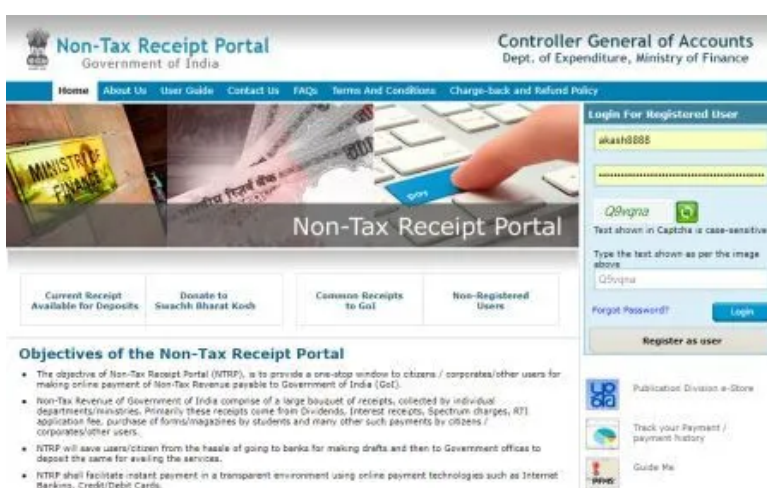 Non-Tax Receipt Portal
Government of India
Controller General of Accounts
Dept. of Expenditure, Ministry of Finance
Home About Us User Guide Contact Us FAQs Terms And Conditions Charge-back and Refund Policy
MINISTRY OF
FINANCE
भारतीय रिज़र्व बैंक
Non-Tax Receipt Portal
Login For Registered User
akash8888
Q9vqna
Text shown in Captcha is case-sensitive
Type the text shown as per the image
above
Q9vqna
Forgot Password?
Login
Register as user
Current Receipt
Available for Deposits
Donate to
Swachh Bharat Kosh
Common Receipts
to GoI
Non-Registered
Users
Objectives of the Non-Tax Receipt Portal
The objective of Non-Tax Receipt Portal (NTRP), is to provide a one-stop window to citizens / corporates/other users for
making online payment of Non-Tax Revenue payable to Government of India (GoI).
Non-Tax Revenue of Government of India comprise of a large bouquet of receipts, collected by individual
departments/ministries. Primarily these receipts come from Dividends, Interest receipts, Spectrum charges, RTI
application fee, purchase of forms/magazines by students and many other such payments by citizens /
corporates/other users.
NTRP will save users/citizen from the hassle of going to banks for making drafts and then to Government offices to
deposit the same for availing the services.
NTRP shall facilitate instant payment in a transparent environment using online payment technologies such as Internet
Banking, Credit/Debit Cards.
Publication Division e-Store
Track your Payment /
payment history
Guide Me
PFMS